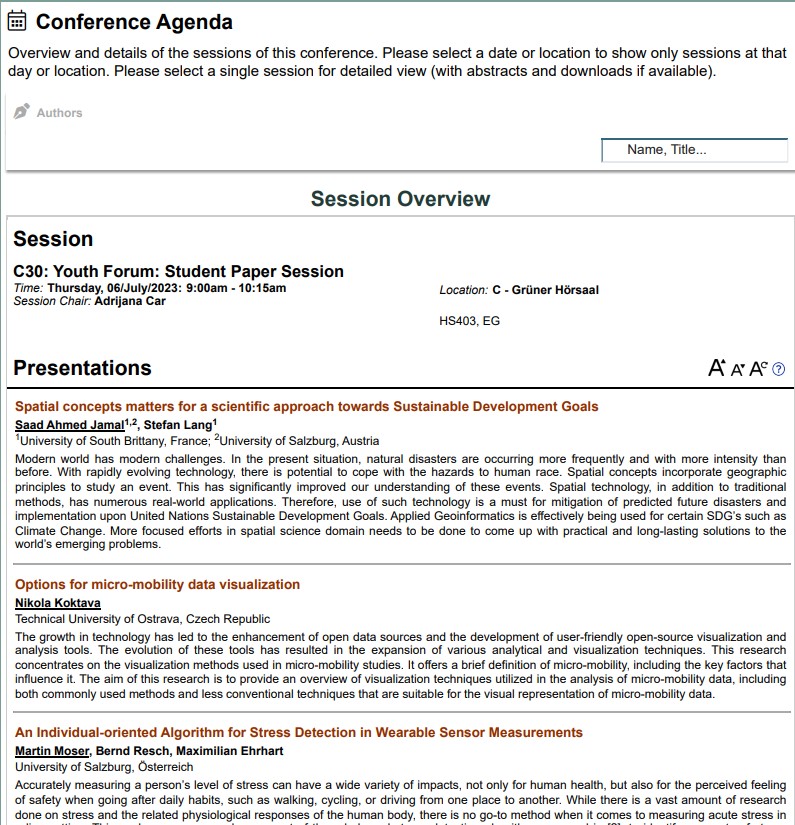 Conference Agenda
Overview and details of the sessions of this conference. Please select a date or location to show only sessions at that
day or location. Please select a single session for detailed view (with abstracts and downloads if available).
Authors
Name, Title...
Session Overview
Session
C30: Youth Forum: Student Paper Session
Time: Thursday, 06/July/2023: 9:00am - 10:15am
Location: C - Grüner Hörsaal
Session Chair: Adrijana Car
HS403, EG
Presentations
Spatial concepts matters for a scientific approach towards Sustainable Development Goals
Saad Ahmed Jamal1,2, Stefan Lang1
1University of South Brittany, France; 2University of Salzburg, Austria
Modern world has modern challenges. In the present situation, natural disasters are occurring more frequently and with more intensity than
before. With rapidly evolving technology, there is potential to cope with the hazards to human race. Spatial concepts incorporate geographic
principles to study an event. This has significantly improved our understanding of these events. Spatial technology, in addition to traditional
methods, has numerous real-world applications. Therefore, use of such technology is a must for mitigation of predicted future disasters and
implementation upon United Nations Sustainable Development Goals. Applied Geoinformatics is effectively being used for certain SDG's such as
Climate Change. More focused efforts in spatial science domain needs to be done to come up with practical and long-lasting solutions to the
world's emerging problems.
Options for micro-mobility data visualization
Nikola Koktava
Technical University of Ostrava, Czech Republic
The growth in technology has led to the enhancement of open data sources and the development of user-friendly open-source visualization and
analysis tools. The evolution of these tools has resulted in the expansion of various analytical and visualization techniques. This research
concentrates on the visualization methods used in micro-mobility studies. It offers a brief definition of micro-mobility, including the key factors that
influence it. The aim of this research is to provide an overview of visualization techniques utilized in the analysis of micro-mobility data, including
both commonly used methods and less conventional techniques that are suitable for the visual representation of micro-mobility data.
An Individual-oriented Algorithm for Stress Detection in Wearable Sensor Measurements
Martin Moser, Bernd Resch, Maximilian Ehrhart
University of Salzburg, Österreich
Accurately measuring a person's level of stress can have a wide variety of impacts, not only for human health, but also for the perceived feeling
of safety when going after daily habits, such as walking, cycling, or driving from one place to another. While there is a vast amount of research
done on stress and the related physiological responses of the human body, there is no go-to method when it comes to measuring acute stress in